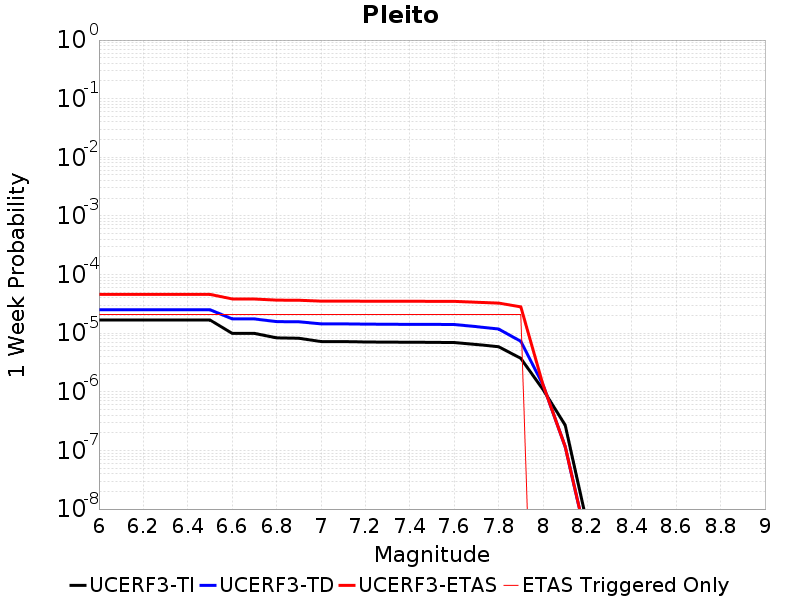 Pleito
1 Week Probability
10^0
10^-1
10^-2
10^-3
10^-4
10^-5
10^-6
10^-7
10^-8
6 6.2 6.4 6.6 6.8 7 7.2 7.4 7.6 7.8 8 8.2 8.4 8.6 8.8 9
Magnitude
UCERF3-TI UCERF3-TD UCERF3-ETAS ETAS Triggered Only